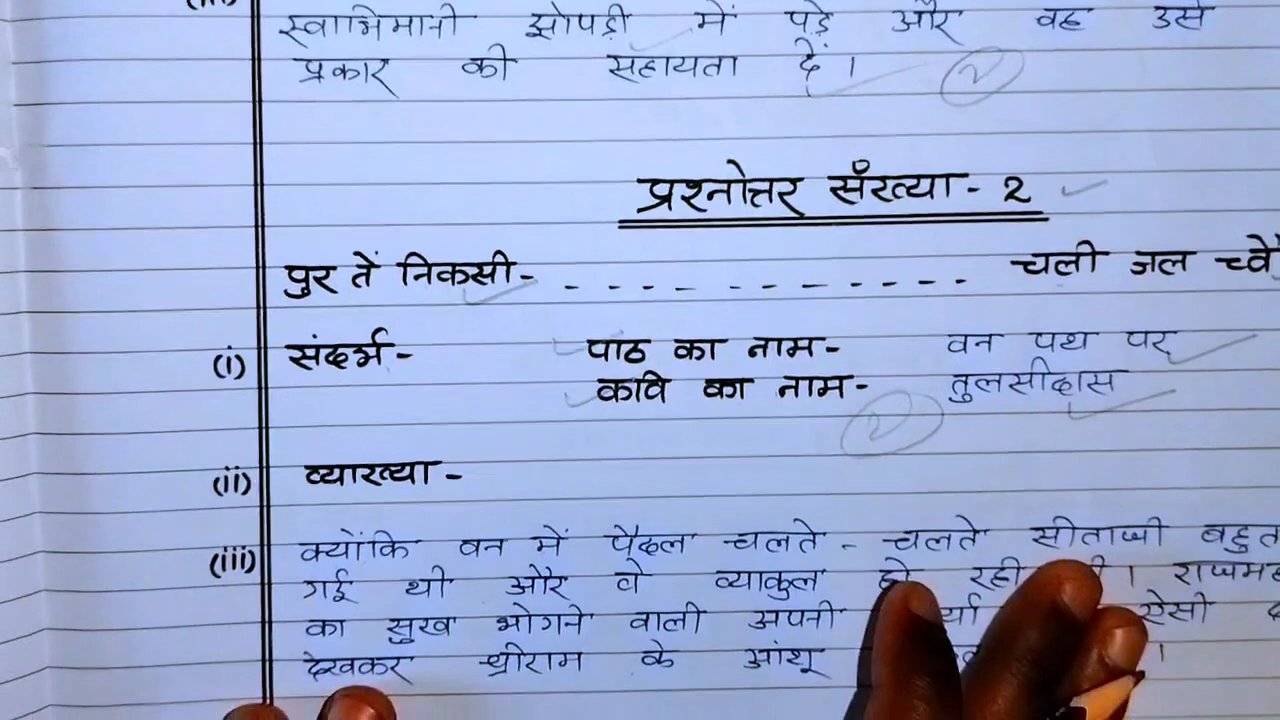 स्वाभिमानी झोपड़ी में पड़े और वह उसे
प्रकार की सहायता दें।
प्रश्नोत्तर सँख्या - 2
पुर तें निकसी - - - - - - - - - - - - - चली जल च्वै
(i) संदर्भ - पाठ का नाम - वन पथ पर
कवि का नाम - तुलसीदास
(ii) व्याख्या -
(iii) क्योंकि वन में पैदल चलते - चलते सीताजी बहुत
गई थी और वे व्याकुल हो रही थी। राजमह
का सुख भोगने वाली अपनी ऐसी
देखकर श्रीराम के आंशू ।